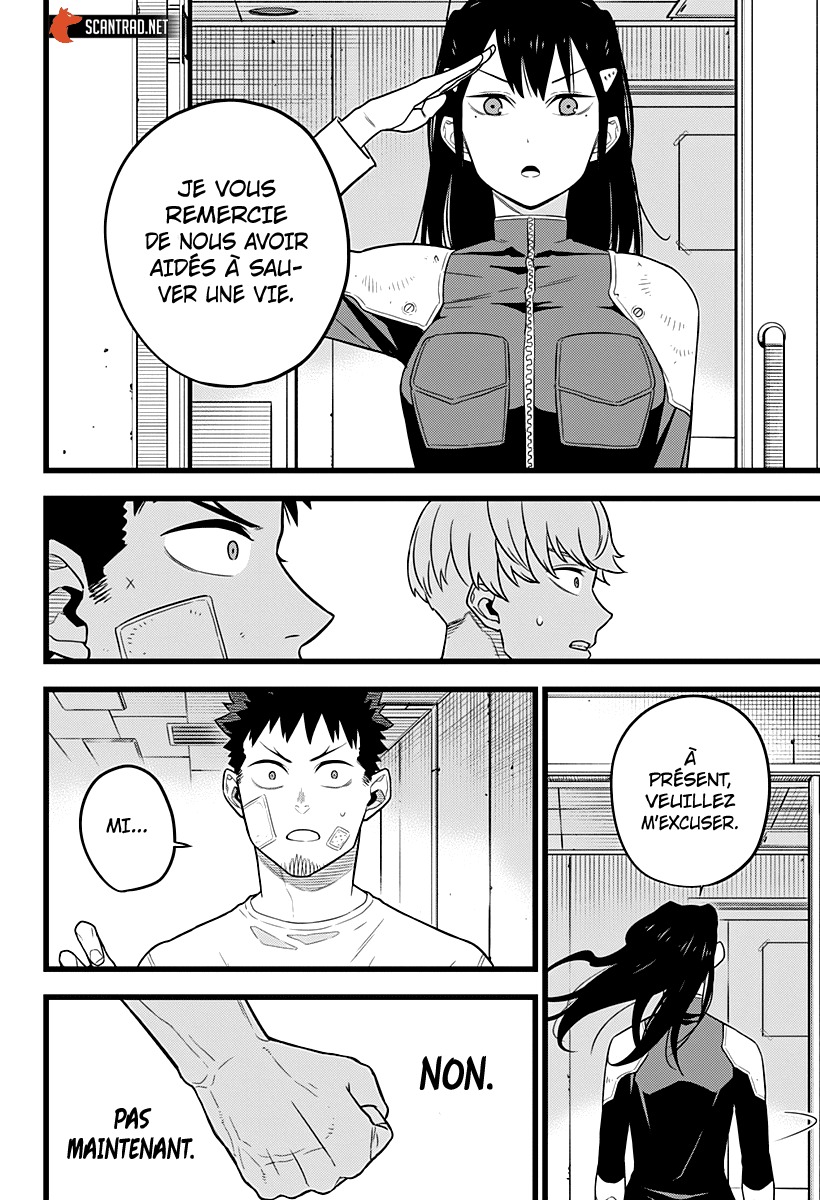 SCANTRAD.NET
JE VOUS
REMERCIE
DE NOUS AVOIR
AIDÉS À SAU-
VER UNE VIE.
À
PRÉSENT,
VEUILLEZ
M'EXCUSER.
MI...
NON.
PAS
MAINTENANT.